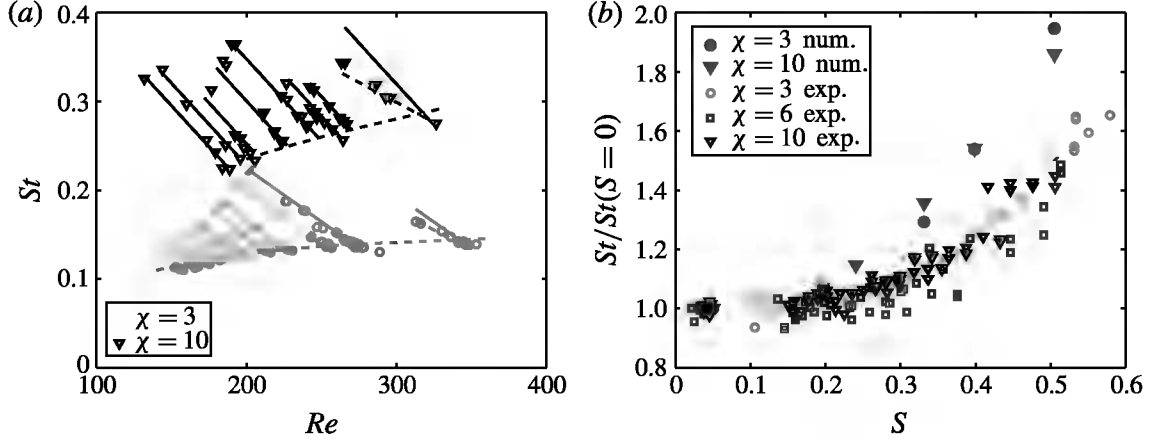 (a)
0.4
0.3
St
0.2
0.1
0
χ = 3
χ = 10
100
200
300
400
Re
(b)
2.0
1.8
1.6
St/St(S = 0)
1.4
1.2
1.0
0.8
χ = 3 num.
χ = 10 num.
χ = 3 exp.
χ = 6 exp.
χ = 10 exp.
0
0.1
0.2
0.3
0.4
0.5
0.6
S